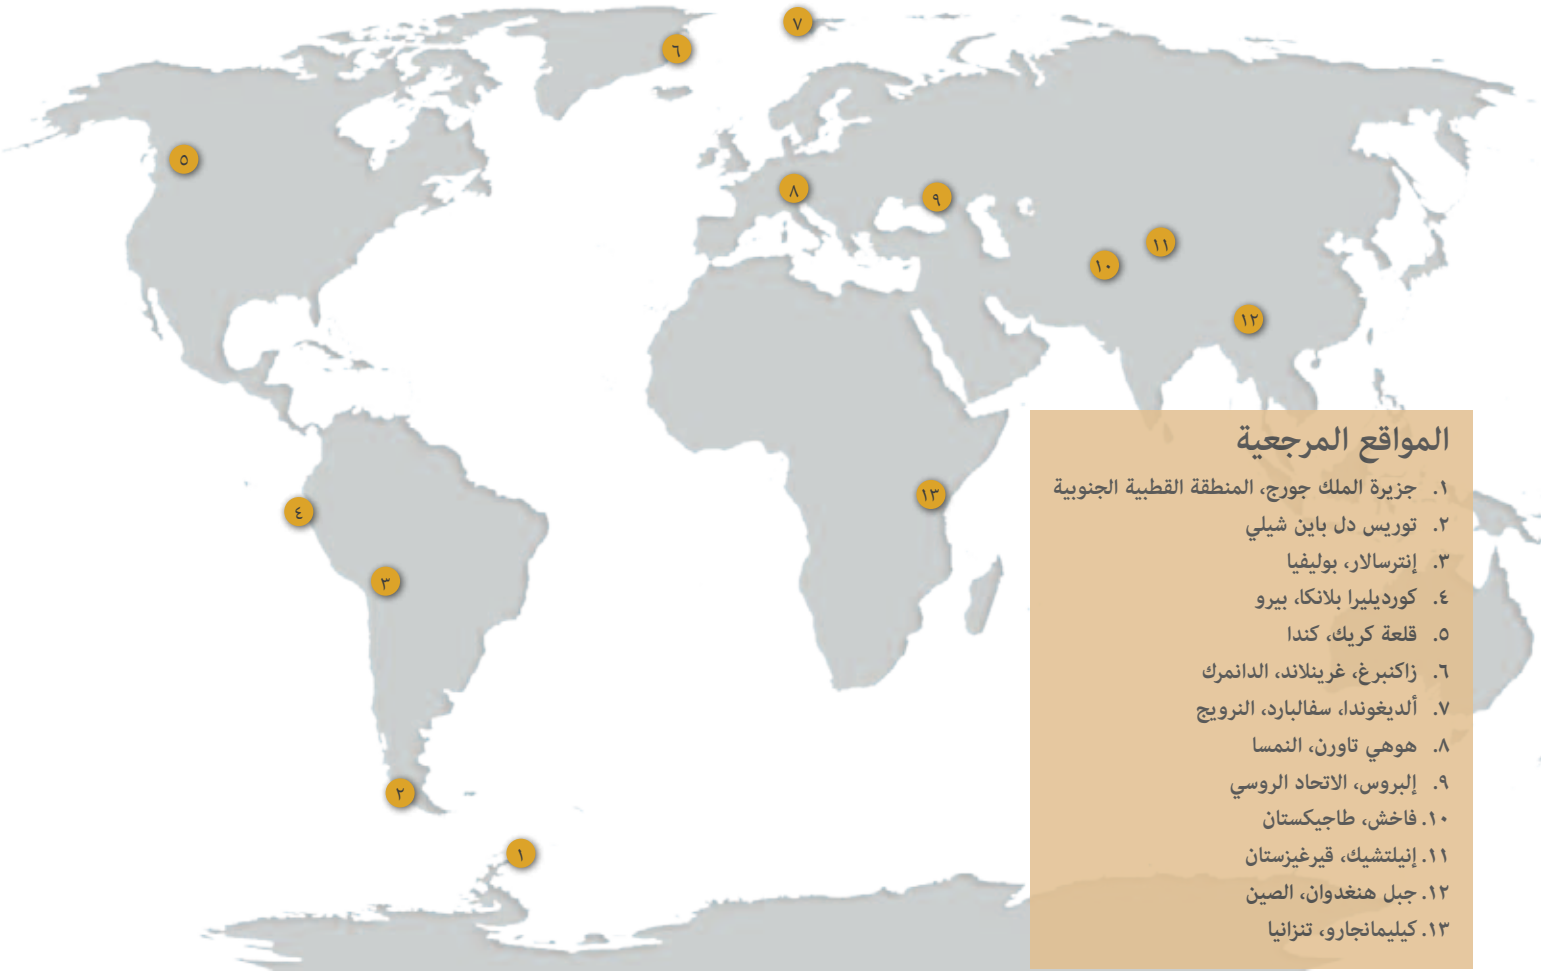 ٧
٦
٥
٨
٩
١١
١٠
١٢
١٣
٤
٣
٢
١
المواقع المرجعية
١. جزيرة الملك جورج، المنطقة القطبية الجنوبية
٢. توريس دل باين شيلي
٣. إنترسالار، بوليفيا
٤. كورديليرا بلانكا، بيرو
٥. قلعة كريك، كندا
٦. زاكنبرغ، غرينلاند، الدانمرك
٧. ألديغوندا، سفالبارد، النرويج
٨. هوهي تاورن، النمسا
٩. إلبروس، الاتحاد الروسي
١٠. فاخش، طاجيكستان
١١. إنيلتشيك، قيرغيزستان
١٢. جبل هنغدوان، الصين
١٣. كيليمانجارو، تنزانيا